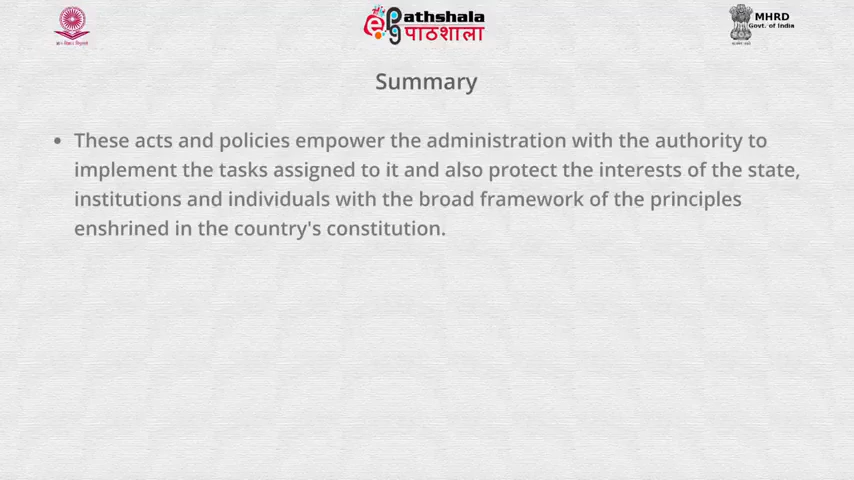 Pathshala
पाठशाला
MHRD
Govt. of India
Summary
• These acts and policies empower the administration with the authority to
implement the tasks assigned to it and also protect the interests of the state,
institutions and individuals with the broad framework of the principles
enshrined in the country's constitution.